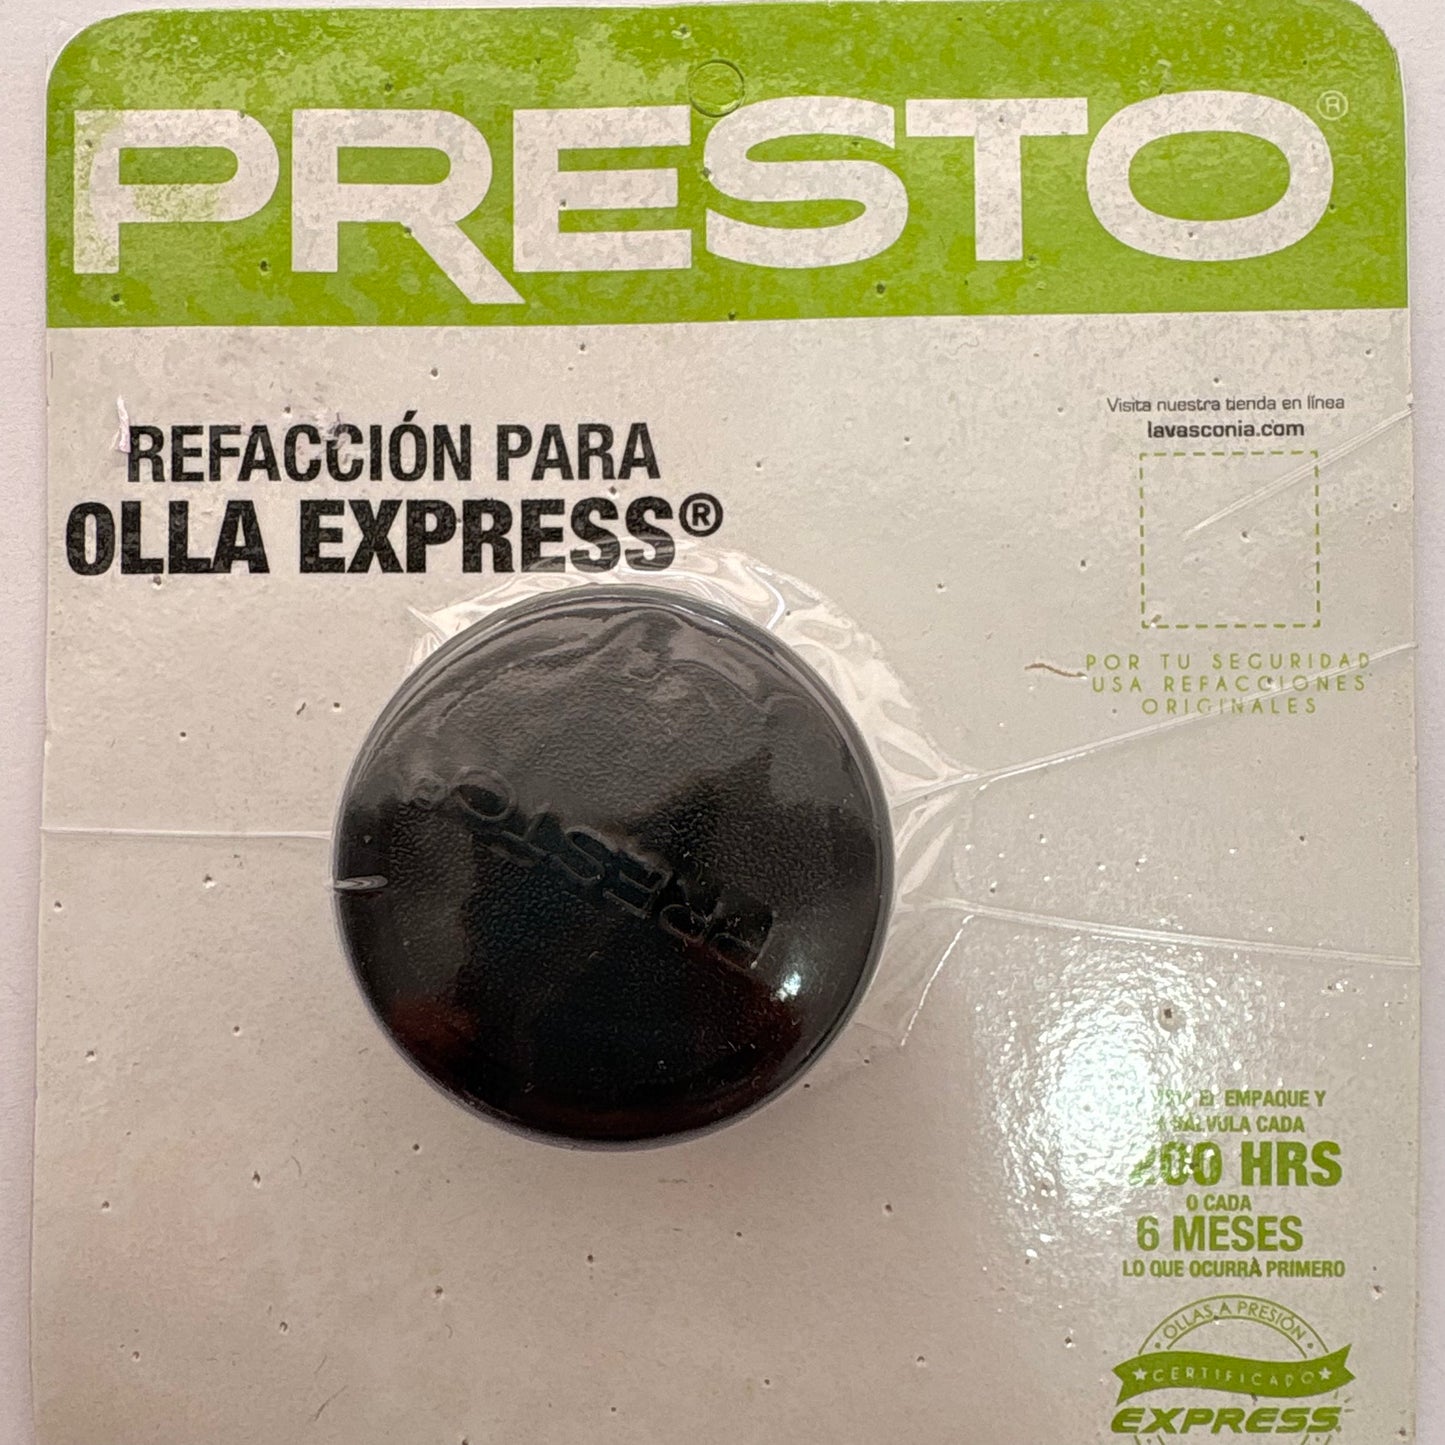 PRESTO®
REFACCIÓN PARA
OLLA EXPRESS®
Visita nuestra tienda en línea
lavasconia.com
POR TU SEGURIDAD
USA REFACCIONES
ORIGINALES
PRESTO®
EMPAQUE Y
VÁLVULA CADA
HRS
O CADA
6 MESES
LO QUE OCURRA PRIMERO
OLLAS A PRESIÓN
CERTIFICADO
EXPRESS